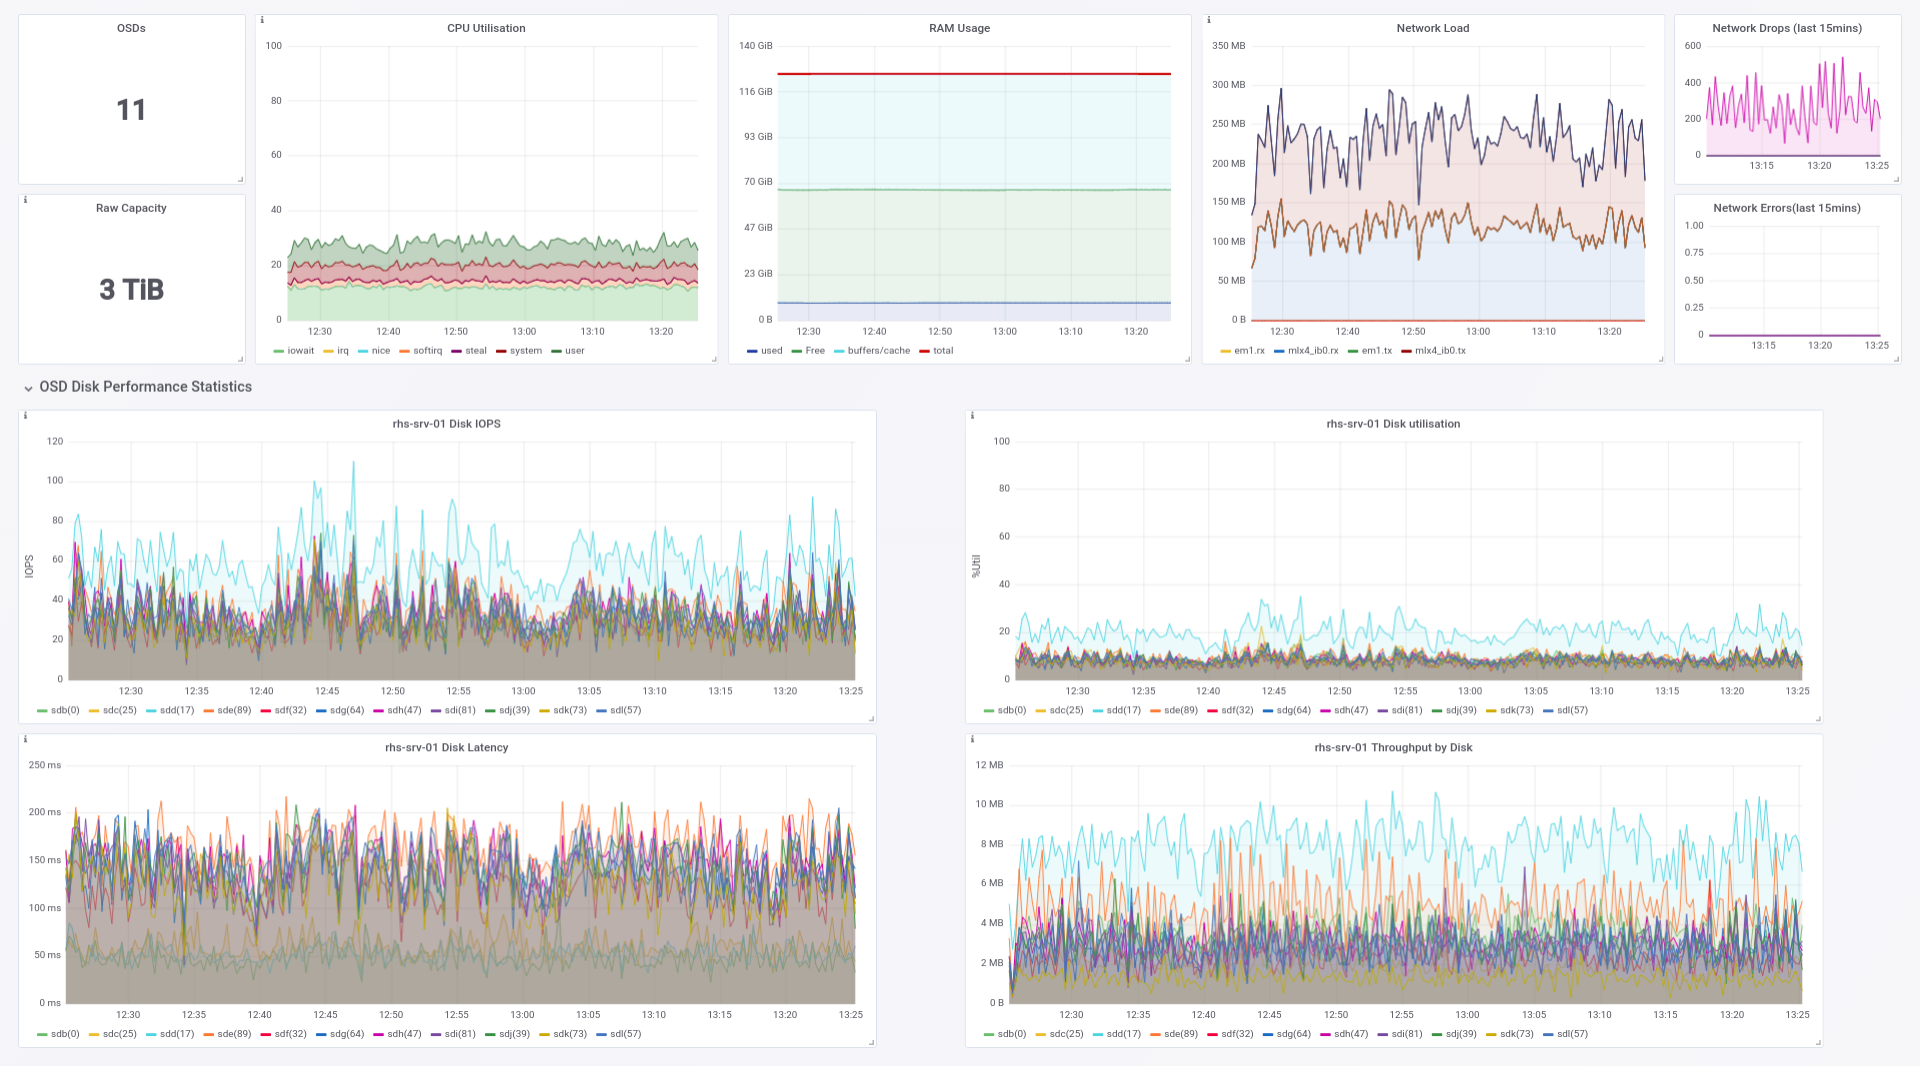 OSDs
11
i
Raw Capacity
3 TiB
i
CPU Utilisation
100
80
60
40
20
0
12:30 12:40 12:50 13:00 13:10 13:20
iowait irq nice softirq steal system user
RAM Usage
140 GiB
116 GiB
93 GiB
70 GiB
47 GiB
23 GiB
0 B
12:30 12:40 12:50 13:00 13:10 13:20
used Free buffers/cache total
i
Network Load
350 MB
300 MB
250 MB
200 MB
150 MB
100 MB
50 MB
0 B
12:30 12:40 12:50 13:00 13:10 13:20
em1.rx mlx4_ib0.rx em1.tx mlx4_ib0.tx
Network Drops (last 15mins)
600
400
200
0
13:15 13:20 13:25
Network Errors(last 15mins)
1.00
0.75
0.50
0.25
0
13:15 13:20 13:25
OSD Disk Performance Statistics
i
rhs-srv-01 Disk IOPS
IOPS
120
100
80
60
40
20
0
12:30 12:35 12:40 12:45 12:50 12:55 13:00 13:05 13:10 13:15 13:20 13:25
sdb(0) sdc(25) sdd(17) sde(89) sdf(32) sdg(64) sdh(47) sdi(81) sdj(39) sdk(73) sdl(57)
i
rhs-srv-01 Disk utilisation
%Util
100
80
60
40
20
0
12:30 12:35 12:40 12:45 12:50 12:55 13:00 13:05 13:10 13:15 13:20 13:25
sdb(0) sdc(25) sdd(17) sde(89) sdf(32) sdg(64) sdh(47) sdi(81) sdj(39) sdk(73) sdl(57)
i
rhs-srv-01 Disk Latency
250 ms
200 ms
150 ms
100 ms
50 ms
0 ms
12:30 12:35 12:40 12:45 12:50 12:55 13:00 13:05 13:10 13:15 13:20 13:25
sdb(0) sdc(25) sdd(17) sde(89) sdf(32) sdg(64) sdh(47) sdi(81) sdj(39) sdk(73) sdl(57)
i
rhs-srv-01 Throughput by Disk
12 MB
10 MB
8 MB
6 MB
4 MB
2 MB
0 B
12:30 12:35 12:40 12:45 12:50 12:55 13:00 13:05 13:10 13:15 13:20 13:25
sdb(0) sdc(25) sdd(17) sde(89) sdf(32) sdg(64) sdh(47) sdi(81) sdj(39) sdk(73) sdl(57)